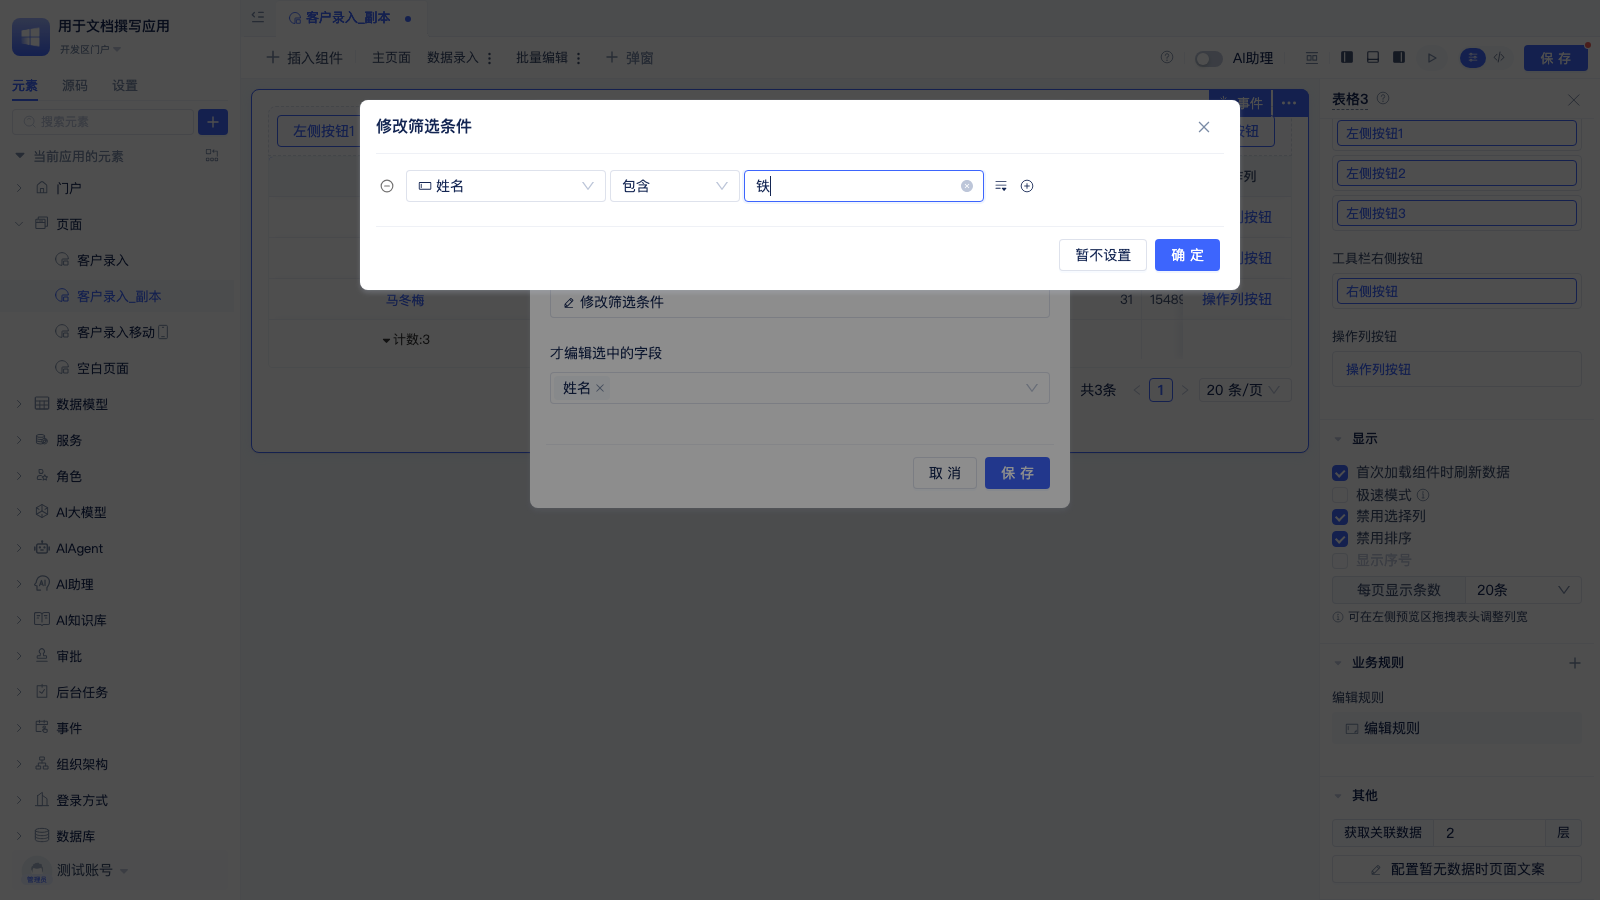 用于文档撰写应用
开发区门户
元素
源码
设置
搜索元素
当前应用的元素
门户
页面
客户录入
客户录入_副本
客户录入移动
空白页面
数据模型
服务
角色
AI大模型
AIAgent
AI助理
AI知识库
审批
后台任务
事件
组织架构
登录方式
数据库
管理员
测试账号
客户录入_副本
插入组件
主页面
数据录入
批量编辑
弹窗
AI助理
保 存
事件
左侧按钮1
修改筛选条件
姓名
包含
铁
暂不设置
确 定
修改筛选条件
才编辑选中的字段
姓名
取 消
保 存
马冬梅
31
操作列按钮
计数:3
共3条
1
20 条/页
表格3
左侧按钮1
左侧按钮2
左侧按钮3
工具栏右侧按钮
右侧按钮
操作列按钮
操作列按钮
显示
首次加载组件时刷新数据
极速模式
禁用选择列
禁用排序
显示序号
每页显示条数
20条
可在左侧预览区拖拽表头调整列宽
业务规则
编辑规则
编辑规则
其他
获取关联数据
2
层
配置暂无数据时页面文案